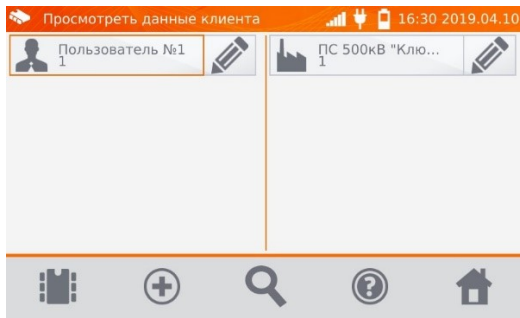 Просмотреть данные клиента
16:30 2019.04.10
Пользователь №1
1
ПС 500кВ "Клю...
1